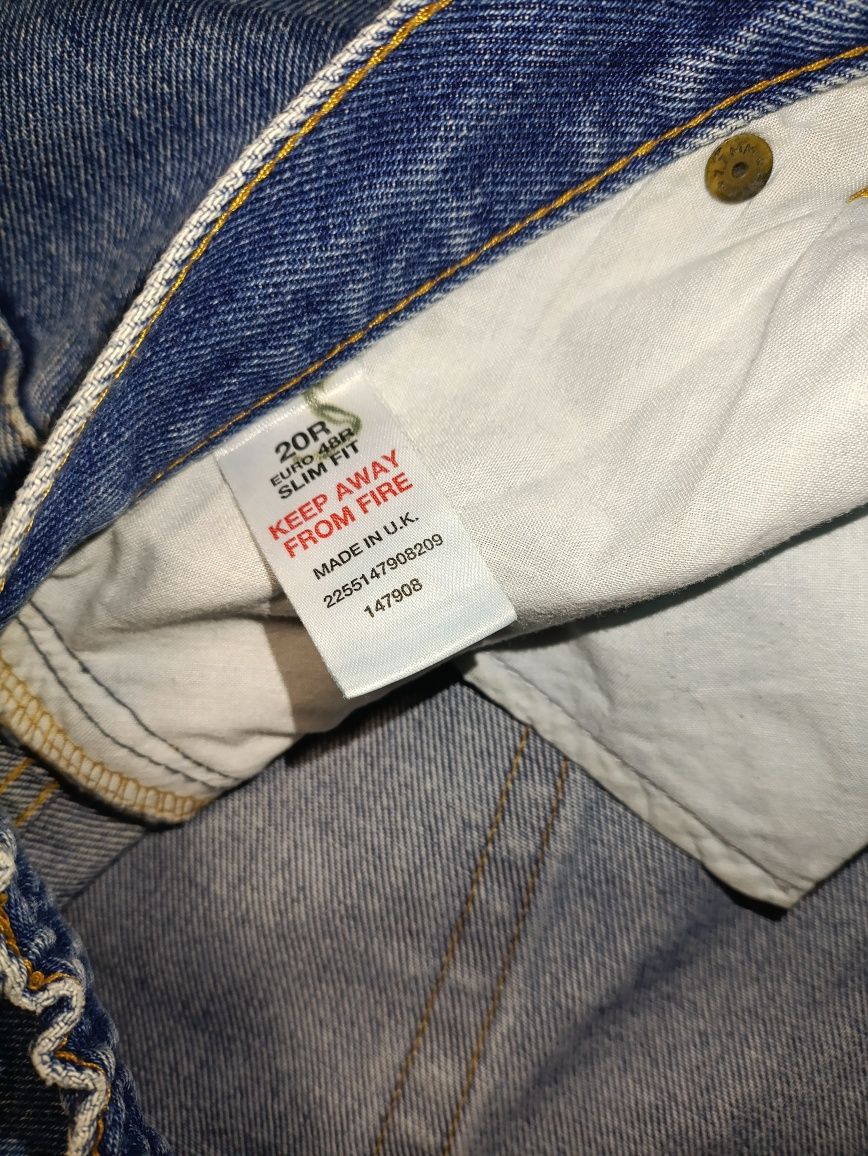 20R
EURO 48R
SLIM FIT
KEEP AWAY
FROM FIRE
MADE IN U.K.
2255147908209
147908